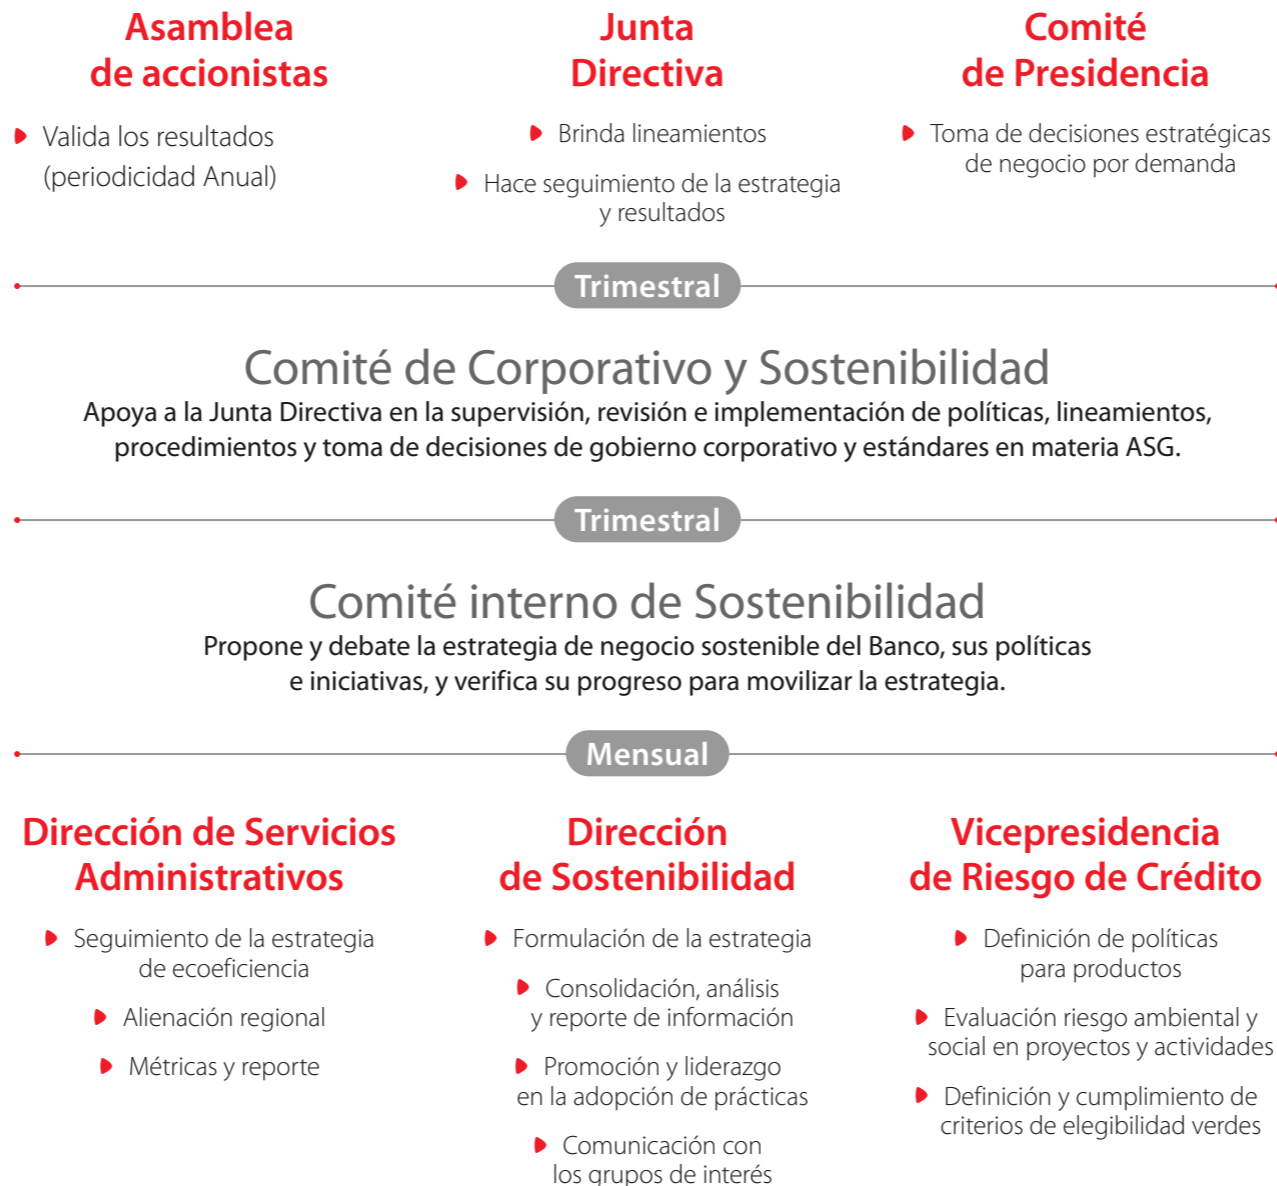 Asamblea
de accionistas
Valida los resultados
(periodicidad Anual)
Junta
Directiva
Brinda lineamientos
Hace seguimiento de la estrategia
y resultados
Comité
de Presidencia
Toma de decisiones estratégicas
de negocio por demanda
Trimestral
Comité de Corporativo y Sostenibilidad
Apoya a la Junta Directiva en la supervisión, revisión e implementación de políticas, lineamientos,
procedimientos y toma de decisiones de gobierno corporativo y estándares en materia ASG.
Trimestral
Comité interno de Sostenibilidad
Propone y debate la estrategia de negocio sostenible del Banco, sus políticas
e iniciativas, y verifica su progreso para movilizar la estrategia.
Mensual
Dirección de Servicios
Administrativos
Seguimiento de la estrategia
de ecoeficiencia
Alienación regional
Métricas y reporte
Dirección
de Sostenibilidad
Formulación de la estrategia
Consolidación, análisis
y reporte de información
Promoción y liderazgo
en la adopción de prácticas
Comunicación con
los grupos de interés
Vicepresidencia
de Riesgo de Crédito
Definición de políticas
para productos
Evaluación riesgo ambiental y
social en proyectos y actividades
Definición y cumplimiento de
criterios de elegibilidad verdes